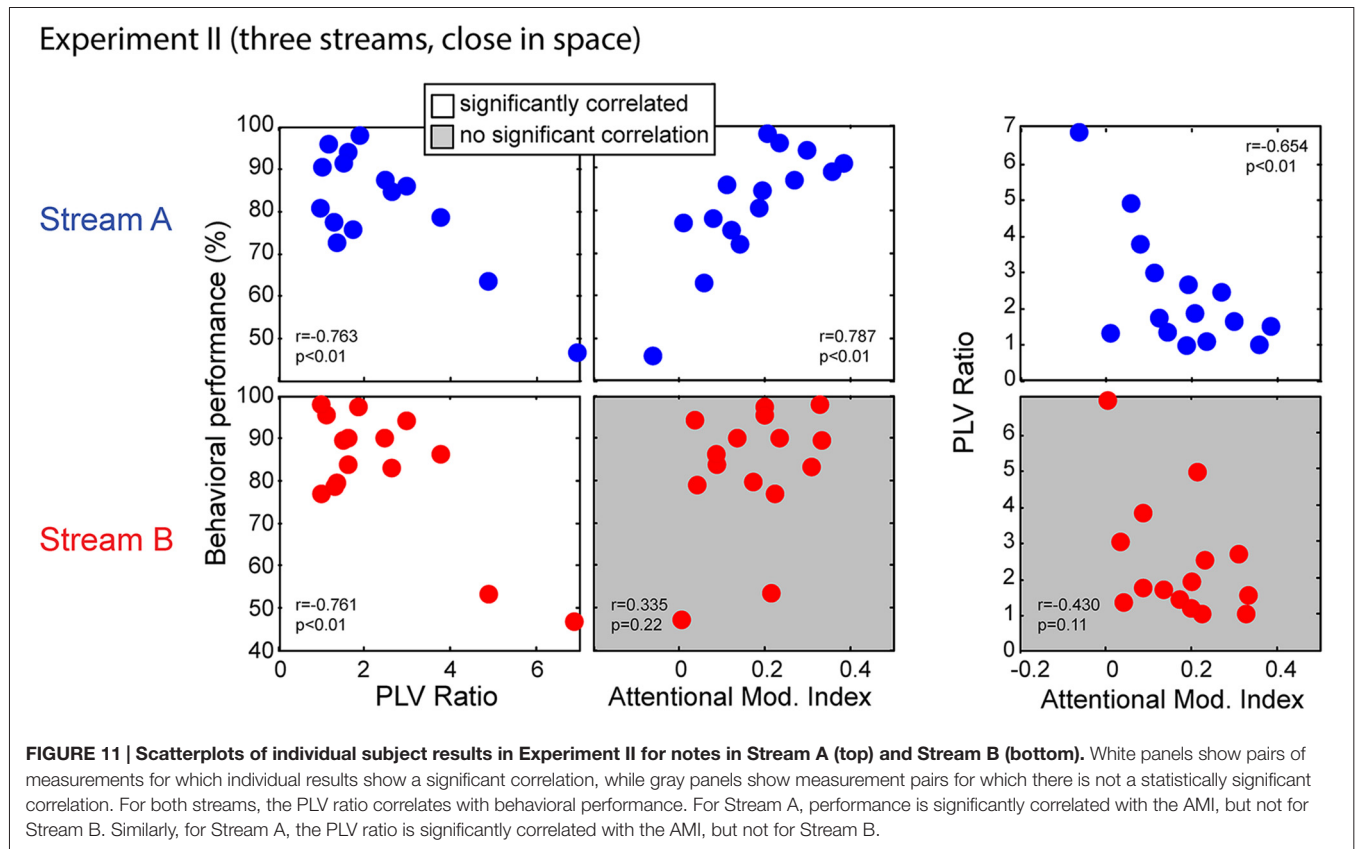 Experiment II (three streams, close in space)
significantly correlated
no significant correlation
Stream A
Behavioral performance (%)
100
90
80
70
60
50
r=-0.763
p<0.01
r=0.787
p<0.01
7
6
5
4
3
2
1
0
r=-0.654
p<0.01
PLV Ratio
Stream B
100
90
80
70
60
50
40
r=-0.761
p<0.01
0
2
4
6
PLV Ratio
r=0.335
p=0.22
0
0.2
0.4
Attentional Mod. Index
6
5
4
3
2
1
0
r=-0.430
p=0.11
-0.2
0
0.2
0.4
Attentional Mod. Index
FIGURE 11 | Scatterplots of individual subject results in Experiment II for notes in Stream A (top) and Stream B (bottom). White panels show pairs of
measurements for which individual results show a significant correlation, while gray panels show measurement pairs for which there is not a statistically significant
correlation. For both streams, the PLV ratio correlates with behavioral performance. For Stream A, performance is significantly correlated with the AMI, but not for
Stream B. Similarly, for Stream A, the PLV ratio is significantly correlated with the AMI, but not for Stream B.